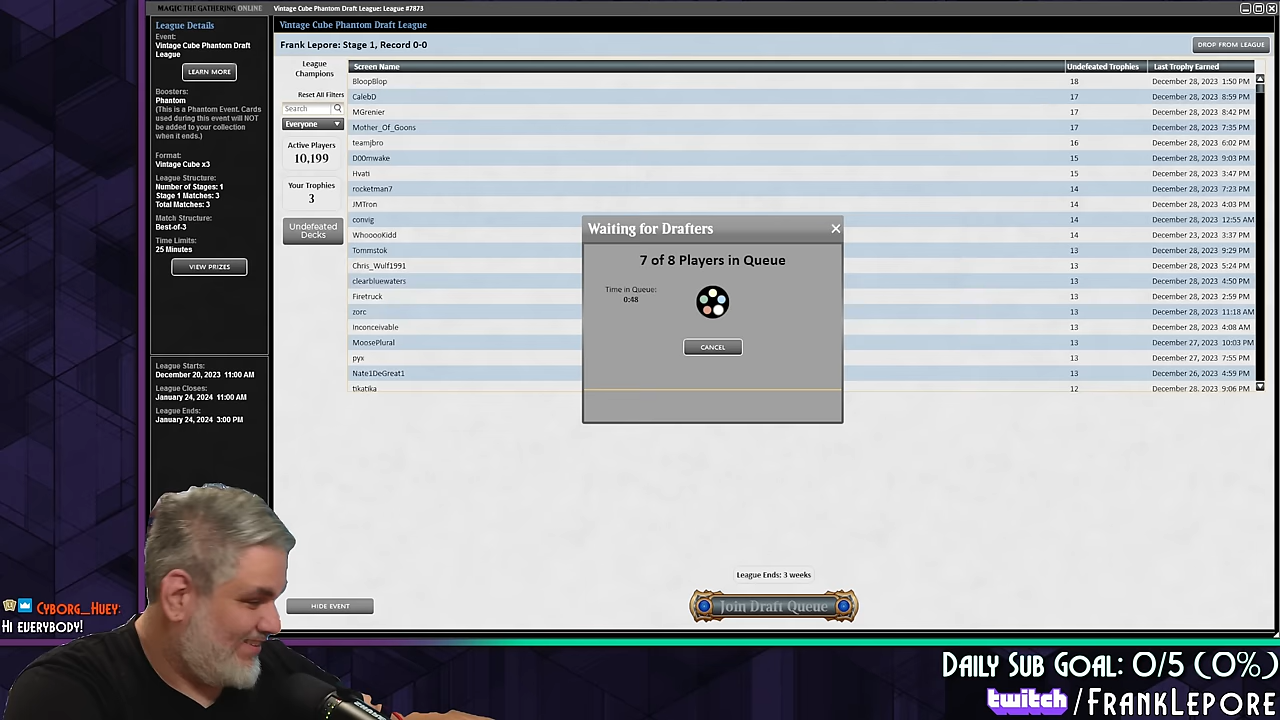 MAGIC THE GATHERING ONLINE
Vintage Cube Phantom Draft League: League #7873
League Details
Event:
Vintage Cube Phantom Draft
League
LEARN MORE
Boosters:
Phantom
(This is a Phantom Event. Cards
used during this event will NOT
be added to your collection
when it ends.)
Format:
Vintage Cube x3
League Structure:
Number of Stages: 1
Stage 1 Matches: 3
Total Matches: 3
Match Structure:
Best-of-3
Time Limits:
25 Minutes
VIEW PRIZES
League Starts:
December 20, 2023 11:00 AM
League Closes:
January 24, 2024 11:00 AM
League Ends:
January 24, 2024 3:00 PM
Vintage Cube Phantom Draft League
Frank Lepore: Stage 1, Record 0-0
DROP FROM LEAGUE
League
Champions
Reset All Filters
Search
Everyone
Active Players
10,199
Your Trophies
3
Undefeated
Decks
Screen Name Undefeated Trophies Last Trophy Earned
BloopBlop 18 December 28, 2023 1:50 PM
CalebD 17 December 28, 2023 8:59 PM
MGrenier 17 December 28, 2023 8:42 PM
Mother_Of_Goons 17 December 28, 2023 7:35 PM
teamjbro 16 December 28, 2023 6:02 PM
D00mwake 15 December 28, 2023 9:03 PM
Hvati 15 December 28, 2023 3:47 PM
rocketman7 14 December 28, 2023 7:23 PM
JMTron 14 December 28, 2023 4:03 PM
convig 14 December 28, 2023 12:55 AM
WhooooKidd 14 December 23, 2023 3:37 PM
Tommstok 13 December 28, 2023 9:29 PM
Chris_Wulf1991 13 December 28, 2023 5:24 PM
clearbluewaters 13 December 28, 2023 4:50 PM
Firetruck 13 December 28, 2023 2:59 PM
zorc 13 December 28, 2023 11:18 AM
Inconceivable 13 December 28, 2023 4:08 AM
MoosePlural 13 December 27, 2023 10:03 PM
pyx 13 December 27, 2023 7:55 PM
Nate1DeGreat1 13 December 26, 2023 4:59 PM
tikatika 12 December 28, 2023 9:06 PM
Waiting for Drafters
7 of 8 Players in Queue
Time in Queue:
0:48
CANCEL
League Ends: 3 weeks
Join Draft Queue
HIDE EVENT
Cyborg_Huey:
Hi everybody!
Daily Sub Goal: 0/5 (0%)
twitch/FrankLepore